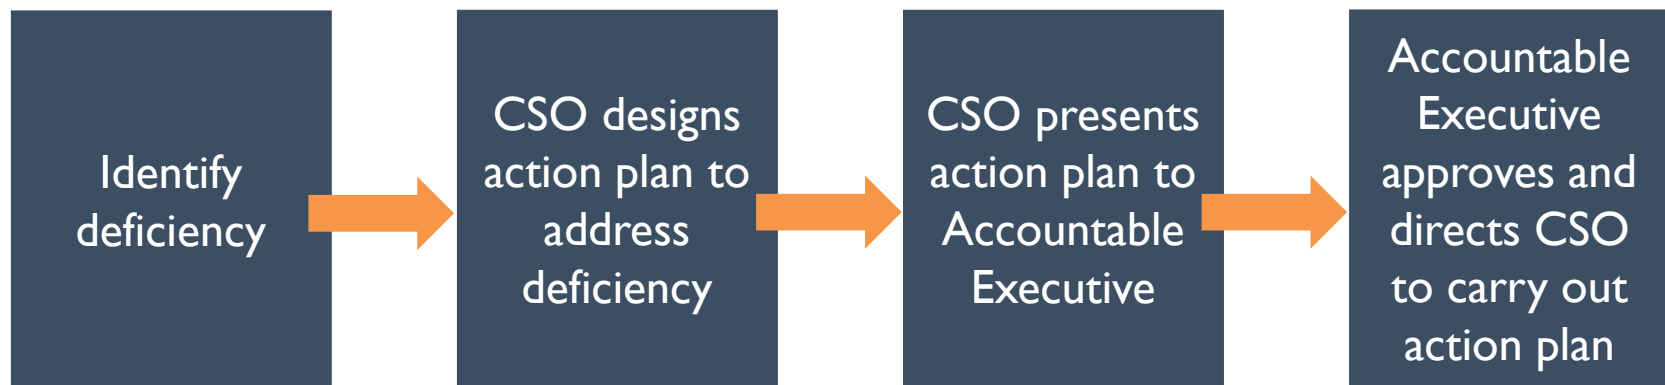 Identify
deficiency
CSO designs
action plan to
address
deficiency
CSO presents
action plan to
Accountable
Executive
Accountable
Executive
approves and
directs CSO
to carry out
action plan